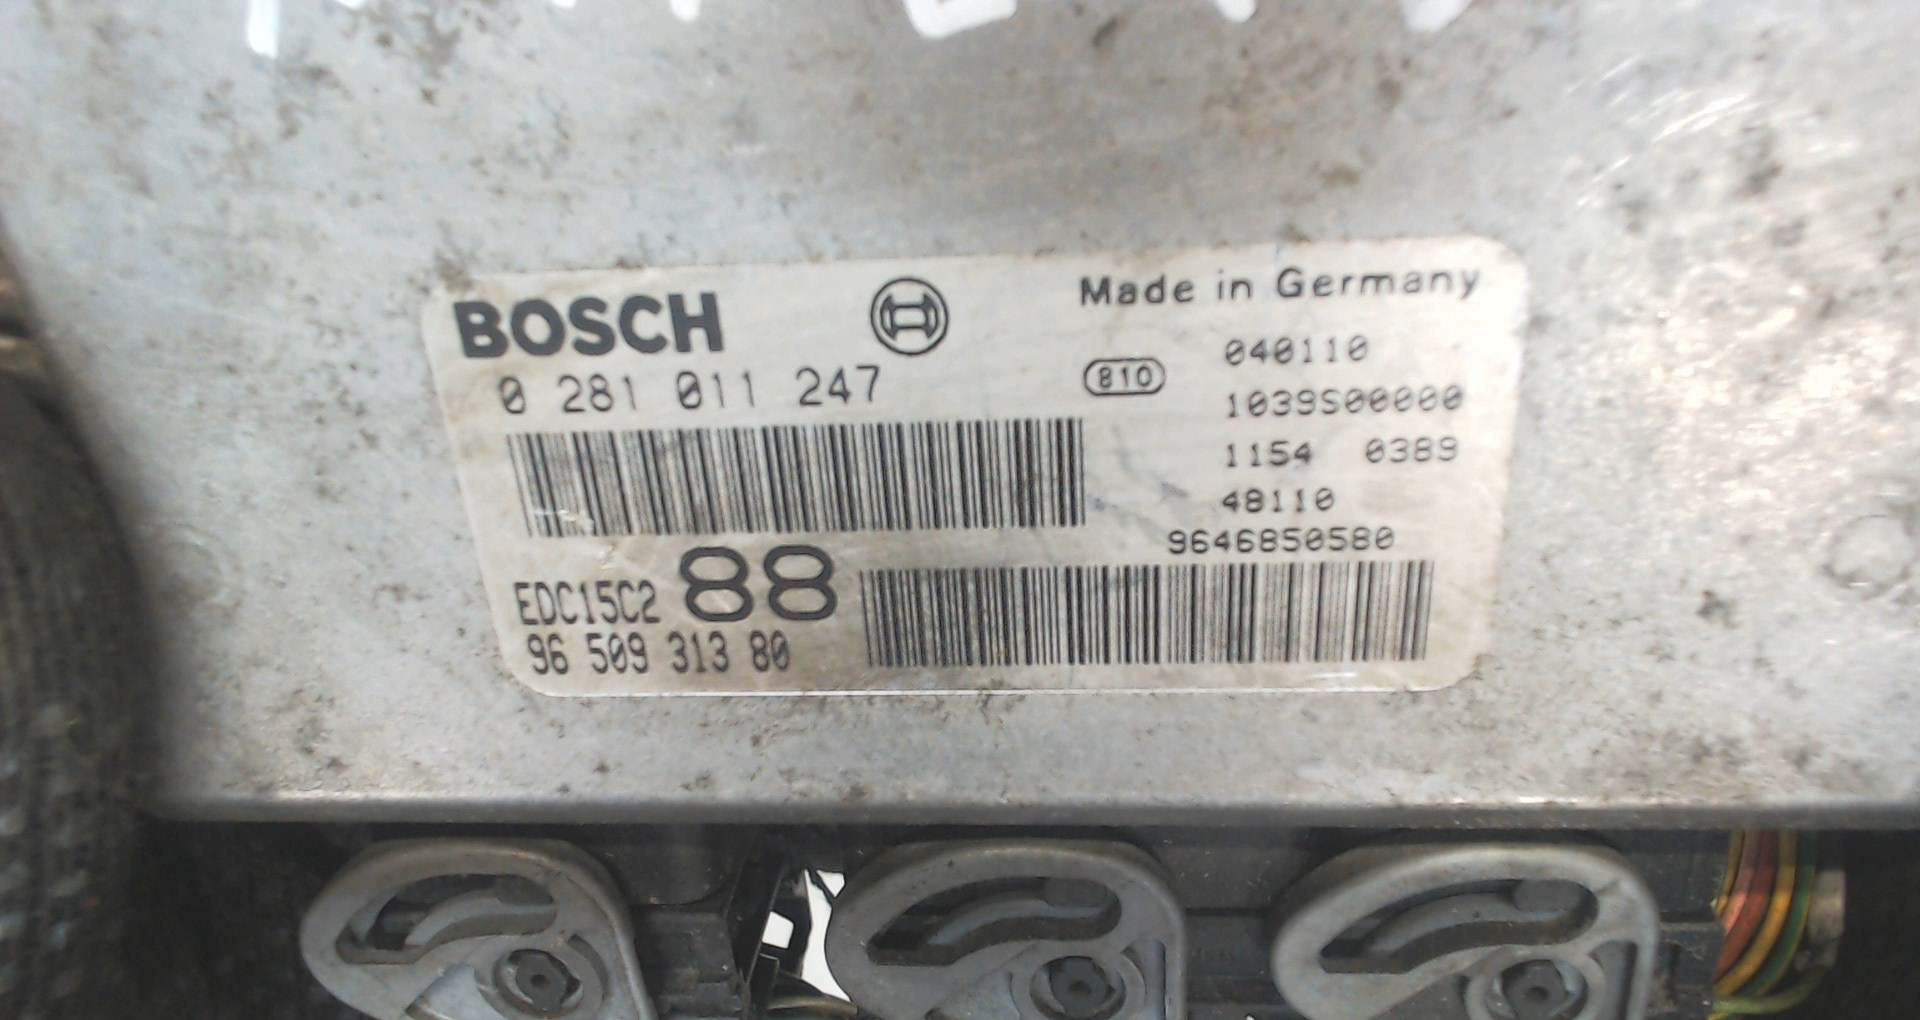 BOSCH
Made in Germany
0 281 011 247
810
040110
1039S00000
1154 0389
48110
9646850580
EDC15C2 88
96 509 313 80